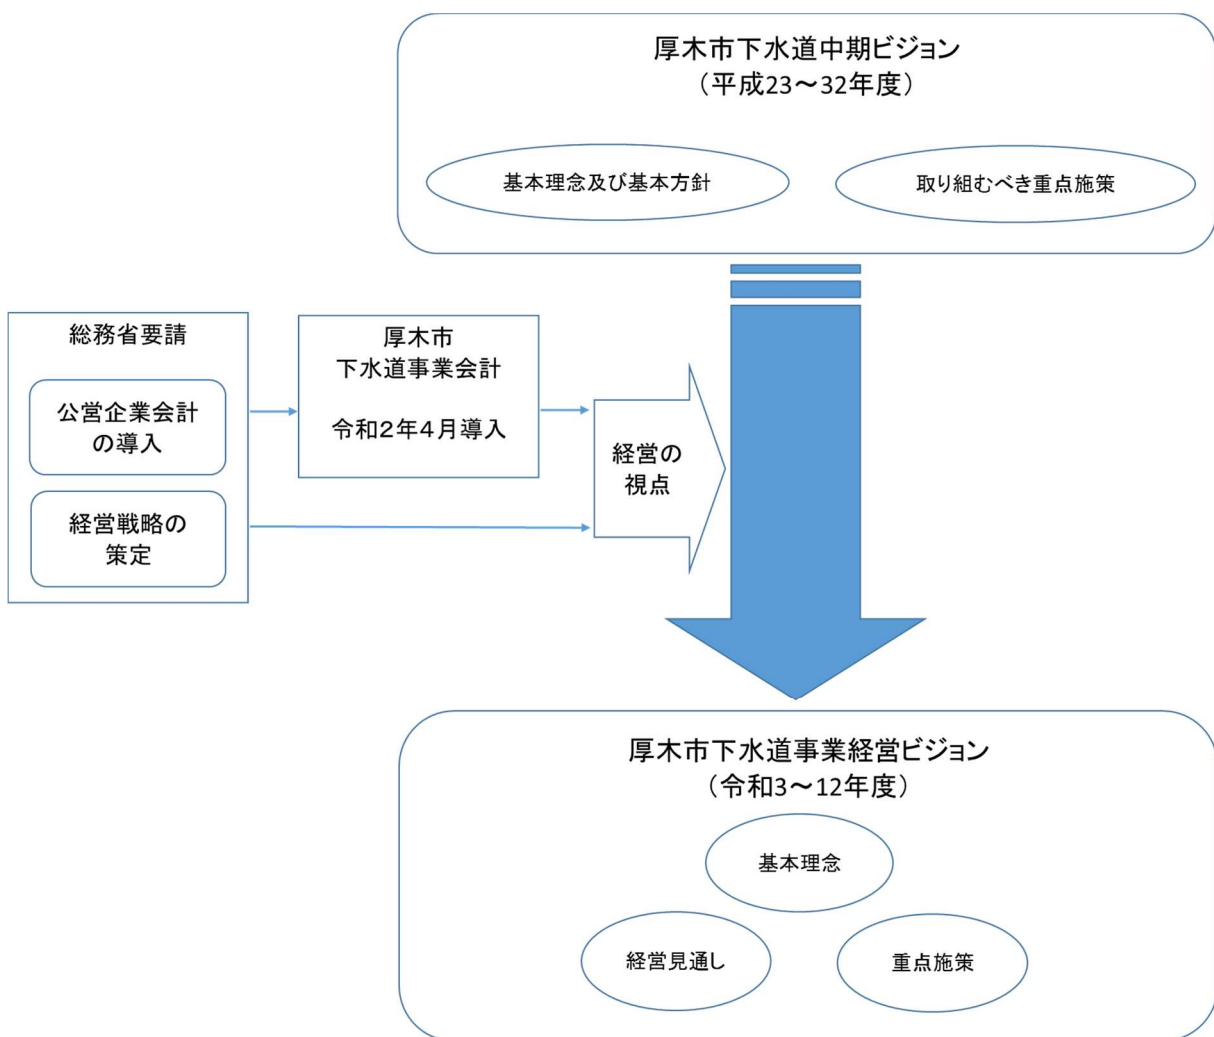 厚木市下水道中期ビジョン
（平成23～32年度）
基本理念及び基本方針
取り組むべき重点施策
総務省要請
公営企業会計
の導入
経営戦略の
策定
厚木市
下水道事業会計
令和２年４月導入
経営の
視点
厚木市下水道事業経営ビジョン
（令和3～12年度）
基本理念
経営見通し
重点施策